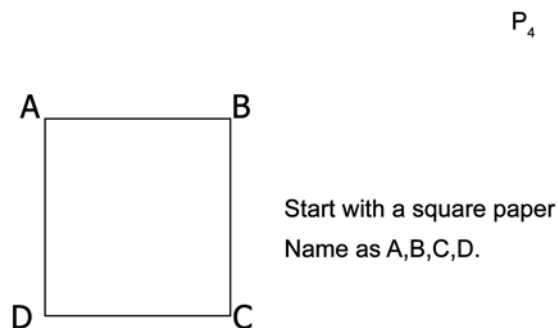 P₄
A B
Start with a square paper
Name as A,B,C,D.
D C